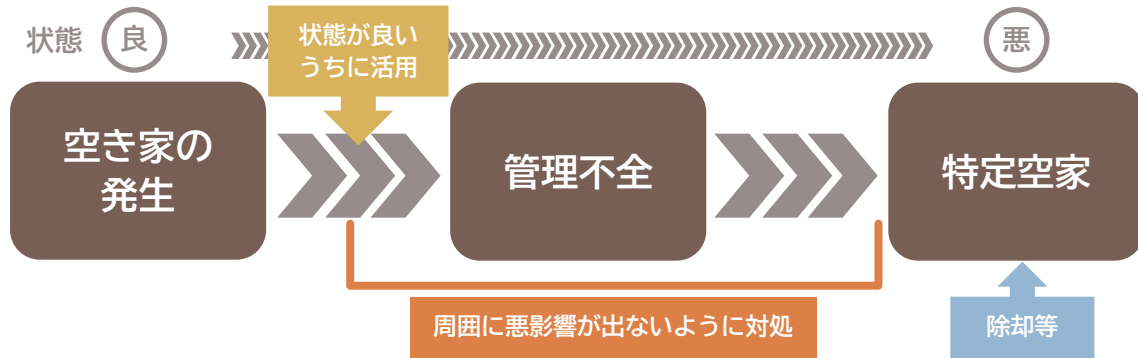 状態
良
状態が良い
うちに活用
悪
空き家の
発生
管理不全
特定空家
周囲に悪影響が出ないように対処
除却等